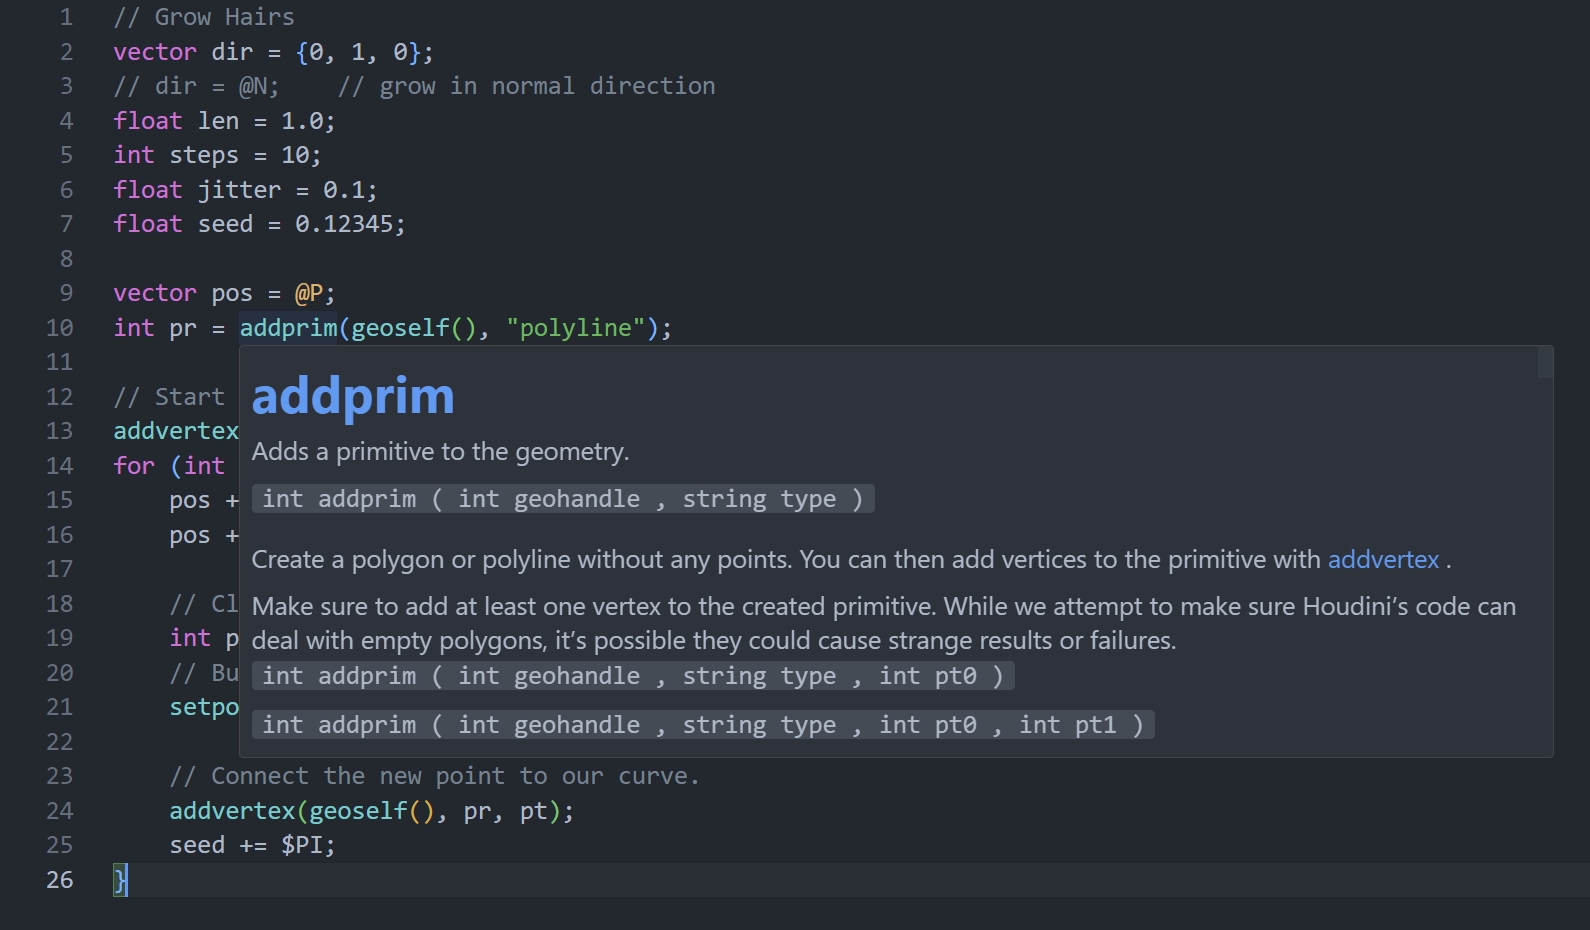 1 // Grow Hairs
2 vector dir = {0, 1, 0};
3 // dir = @N;    // grow in normal direction
4 float len = 1.0;
5 int steps = 10;
6 float jitter = 0.1;
7 float seed = 0.12345;
8
9 vector pos = @P;
10 int pr = addprim(geoself(), "polyline");
11
12 // Start
13 addvertex
14 for (int
15     pos +
16     pos +
17
18     // Cl
19     int p
20     // Bu
21     setpo
22
addprim
Adds a primitive to the geometry.
int addprim ( int geohandle , string type )
Create a polygon or polyline without any points. You can then add vertices to the primitive with addvertex .
Make sure to add at least one vertex to the created primitive. While we attempt to make sure Houdini’s code can
deal with empty polygons, it’s possible they could cause strange results or failures.
int addprim ( int geohandle , string type , int pt0 )
int addprim ( int geohandle , string type , int pt0 , int pt1 )
23     // Connect the new point to our curve.
24     addvertex(geoself(), pr, pt);
25     seed += $PI;
26 }